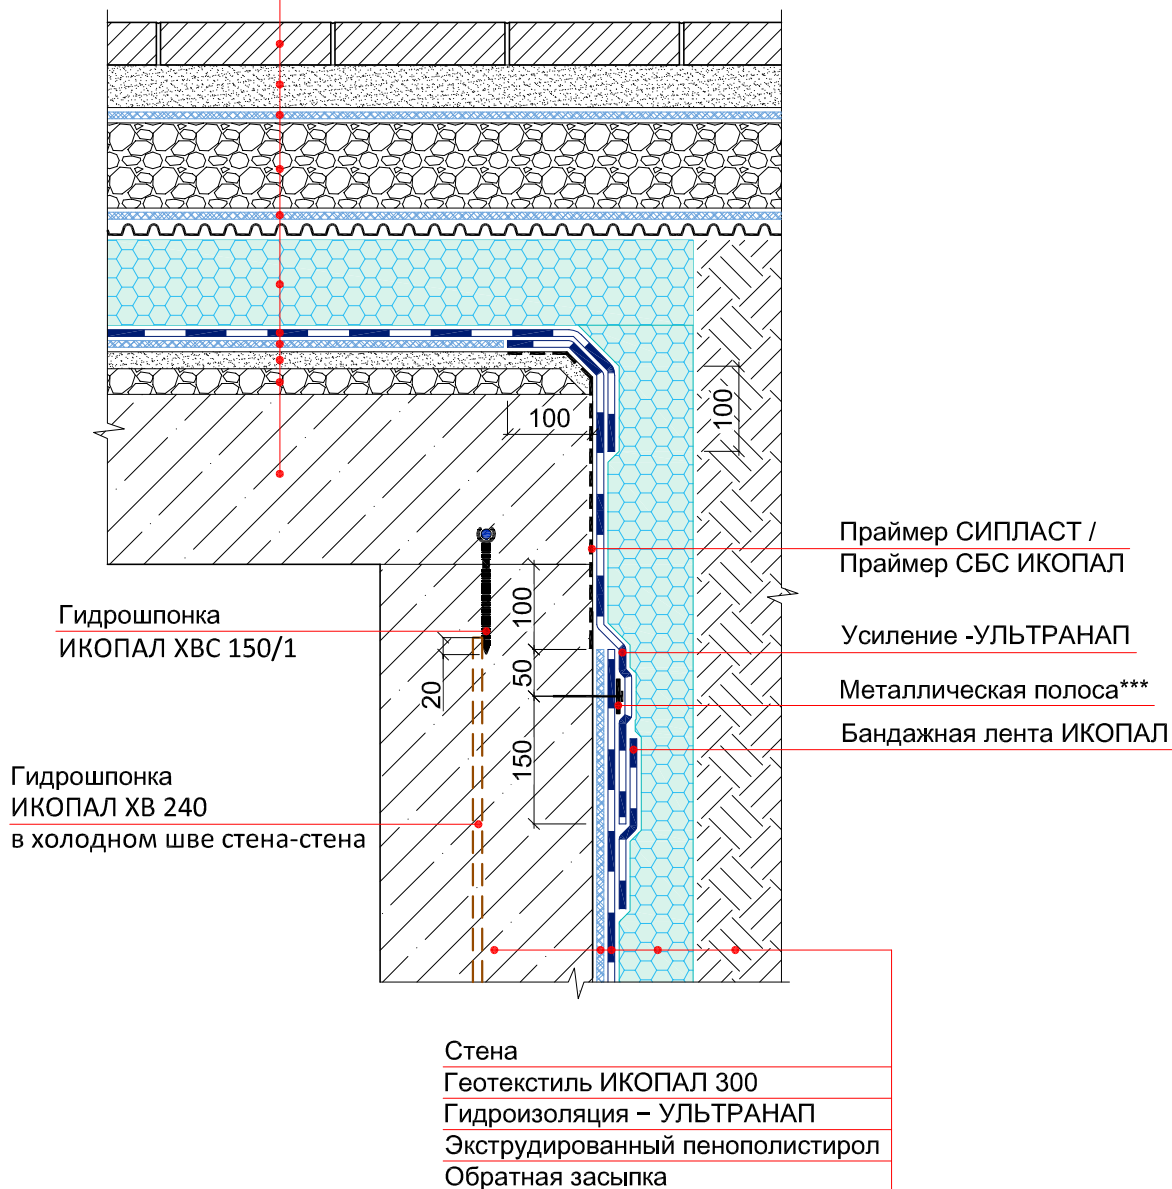 100
100
Праймер СИПЛАСТ /
Праймер СБС ИКОПАЛ
Гидрошпонка
ИКОПАЛ ХВС 150/1
100
Усиление -УЛЬТРАНАП
20
50
Металлическая полоса***
Бандажная лента ИКОПАЛ
150
Гидрошпонка
ИКОПАЛ ХВ 240
в холодном шве стена-стена
Стена
Геотекстиль ИКОПАЛ 300
Гидроизоляция – УЛЬТРАНАП
Экструдированный пенополистирол
Обратная засыпка